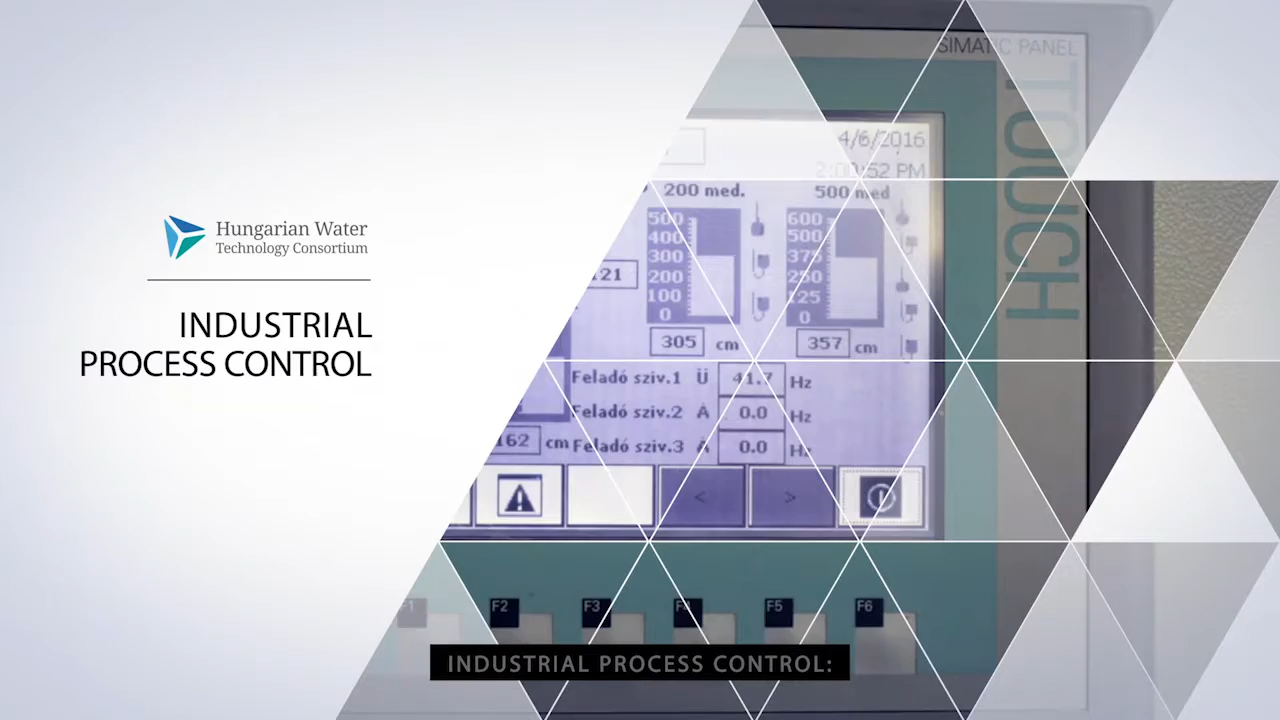 Hungarian Water
Technology Consortium
INDUSTRIAL
PROCESS CONTROL
SIMATIC PANEL
TOUCH
4/6/2016
2:00:52 PM
200 med.
500 med
500
400
300
200
100
0
600
500
375
250
125
0
121
305 cm
357 cm
Feladó sziv.1 Ü 41.7 Hz
Feladó sziv.2 A 0.0 Hz
162 cm Feladó sziv.3 A 0.0 Hz
< >
F1 F2 F3 F4 F5 F6
INDUSTRIAL PROCESS CONTROL: